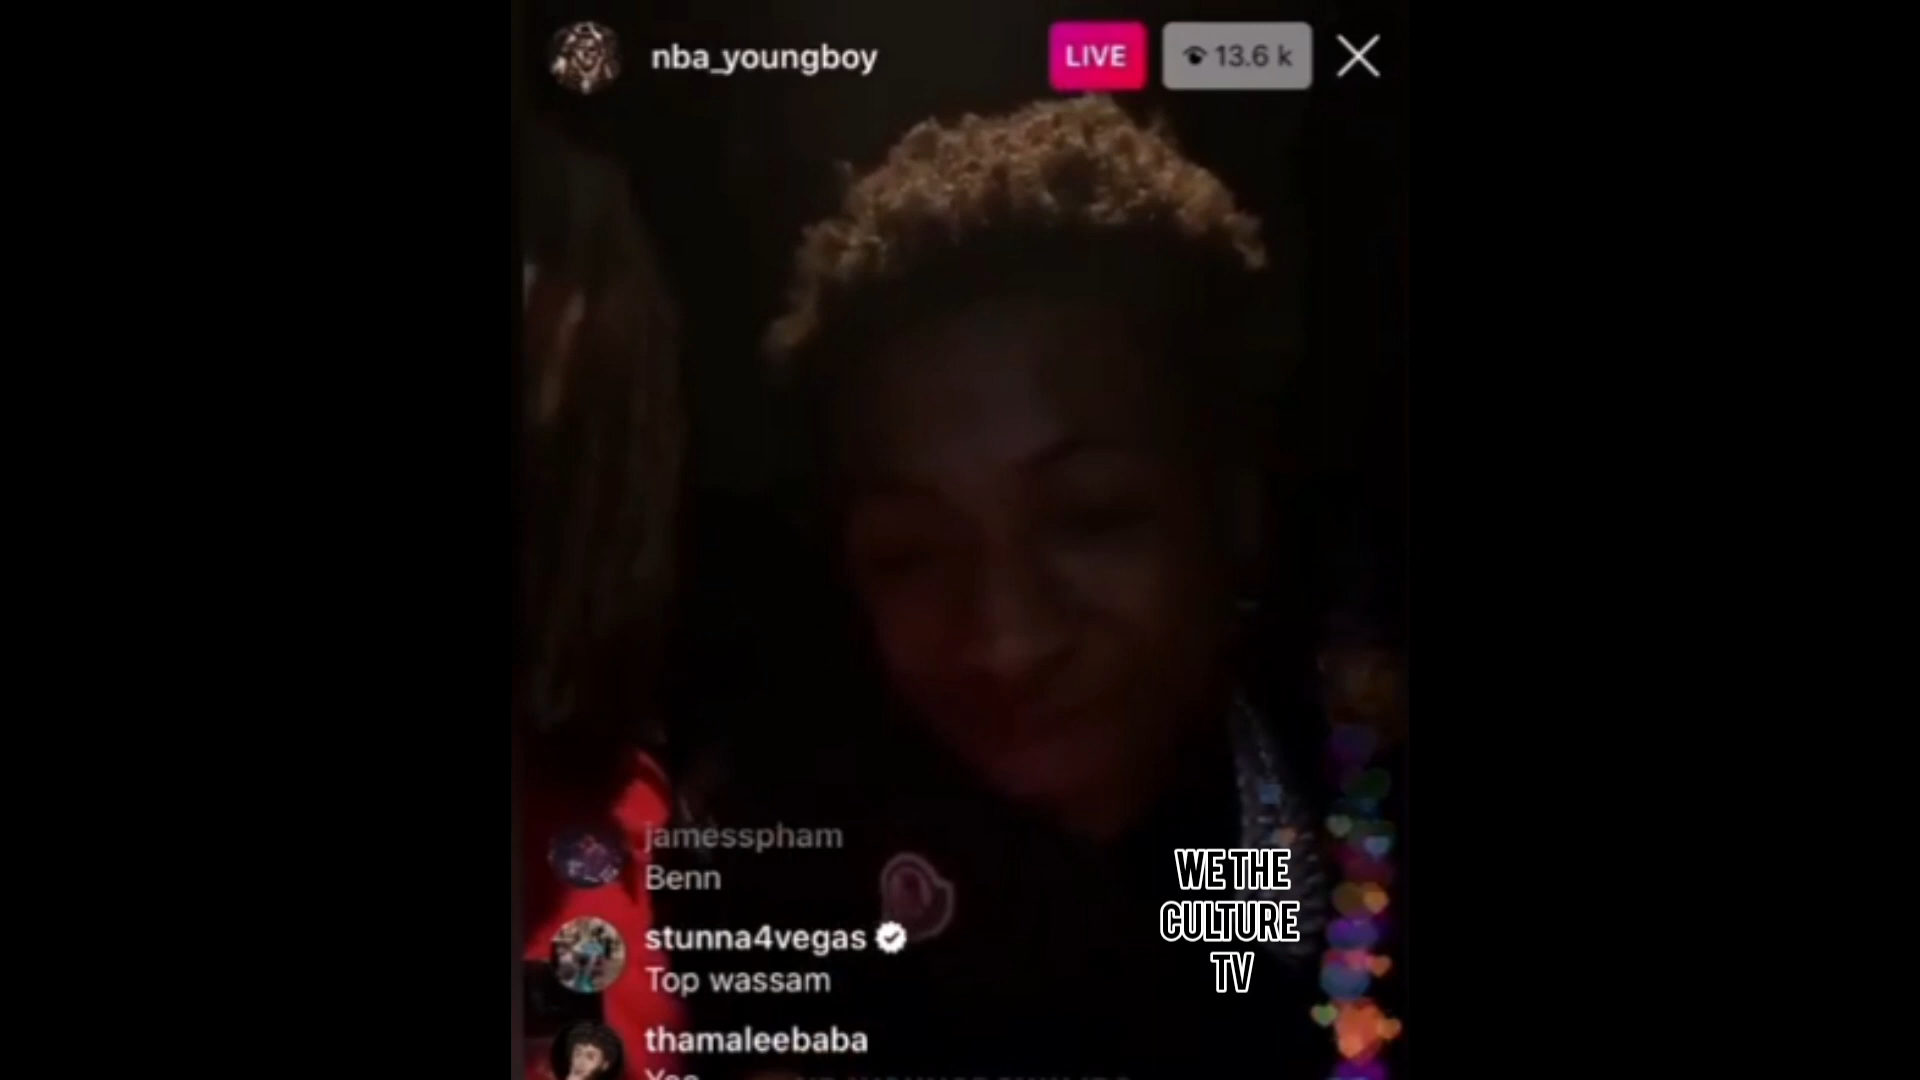 nba_youngboy
LIVE
13.6 k
jamesspham
Benn
stunna4vegas
Top wassam
thamaleebaba
WE THE
CULTURE
TV